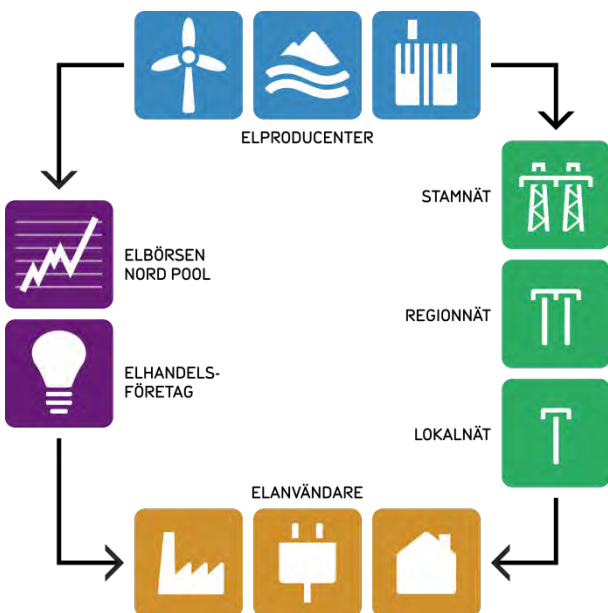 ELPRODUCENTER
STAMNÄT
ELBÖRSEN
NORD POOL
REGIONNÄT
ELHANDELS-
FÖRETAG
LOKALNÄT
ELANVÄNDARE